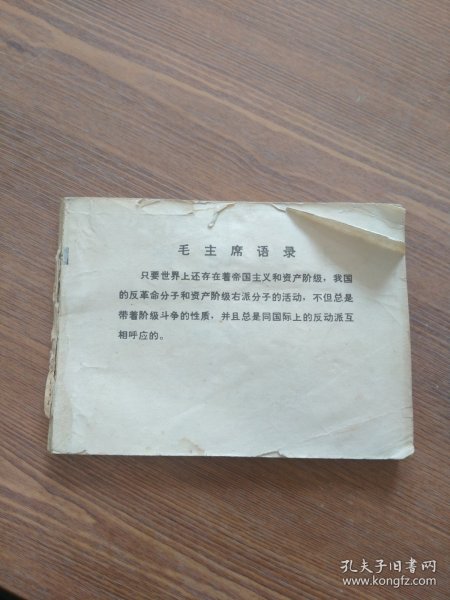 毛主席语录
只要世界上还存在着帝国主义和资产阶级，我国
的反革命分子和资产阶级右派分子的活动，不但总是
带着阶级斗争的性质，并且总是同国际上的反动派互
相呼应的。
孔夫子旧书网
www.kongfz.com